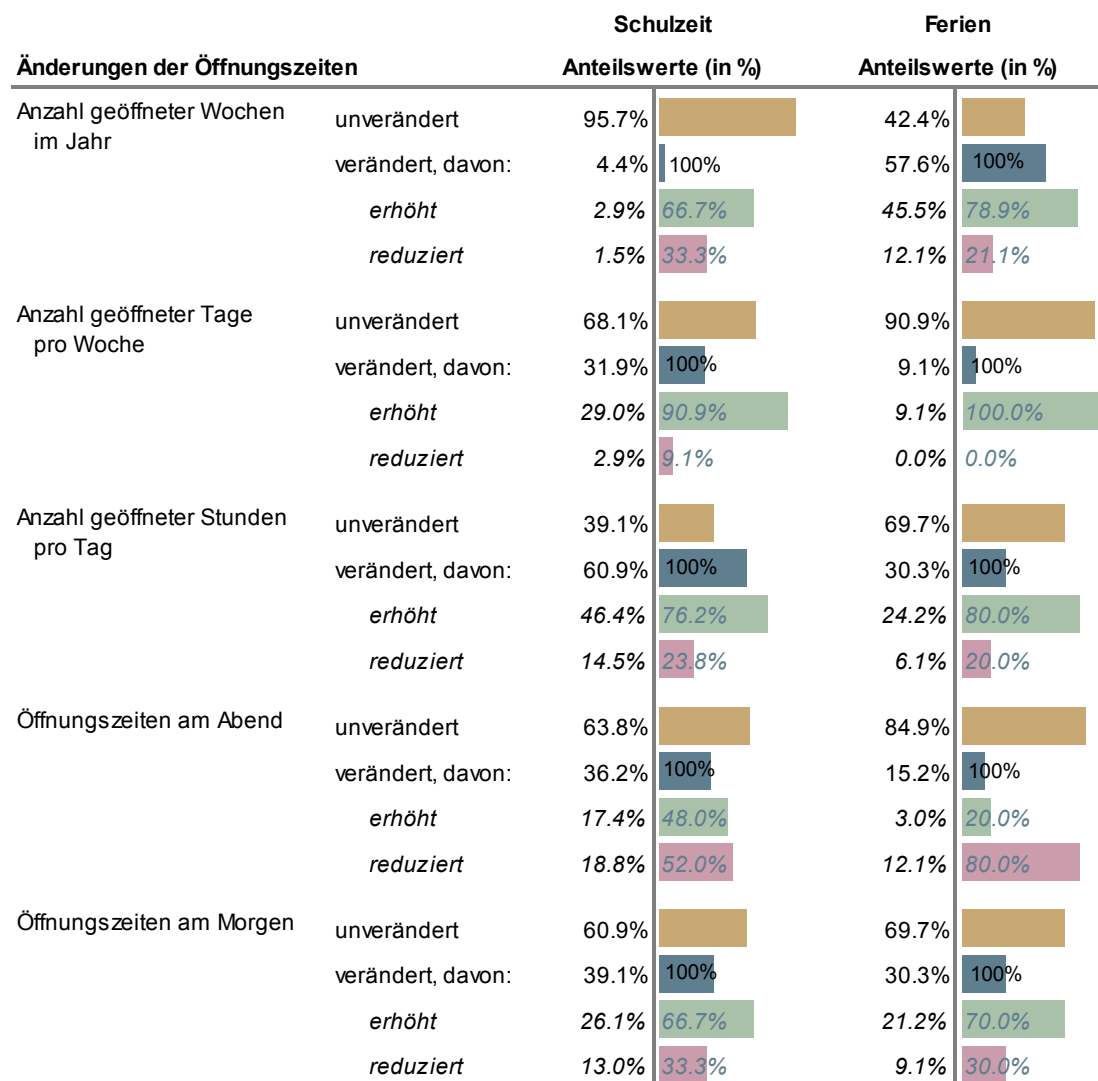 Schulzeit Ferien
Änderungen der Öffnungszeiten Anteilswerte (in %) Anteilswerte (in %)
Anzahl geöffneter Wochen im Jahr unverändert 95.7% 42.4%
verändert, davon: 4.4% 100% 57.6% 100%
erhöht 2.9% 66.7% 45.5% 78.9%
reduziert 1.5% 33.3% 12.1% 21.1%
Anzahl geöffneter Tage pro Woche unverändert 68.1% 90.9%
verändert, davon: 31.9% 100% 9.1% 100%
erhöht 29.0% 90.9% 9.1% 100.0%
reduziert 2.9% 9.1% 0.0% 0.0%
Anzahl geöffneter Stunden pro Tag unverändert 39.1% 69.7%
verändert, davon: 60.9% 100% 30.3% 100%
erhöht 46.4% 76.2% 24.2% 80.0%
reduziert 14.5% 23.8% 6.1% 20.0%
Öffnungszeiten am Abend unverändert 63.8% 84.9%
verändert, davon: 36.2% 100% 15.2% 100%
erhöht 17.4% 48.0% 3.0% 20.0%
reduziert 18.8% 52.0% 12.1% 80.0%
Öffnungszeiten am Morgen unverändert 60.9% 69.7%
verändert, davon: 39.1% 100% 30.3% 100%
erhöht 26.1% 66.7% 21.2% 70.0%
reduziert 13.0% 33.3% 9.1% 30.0%